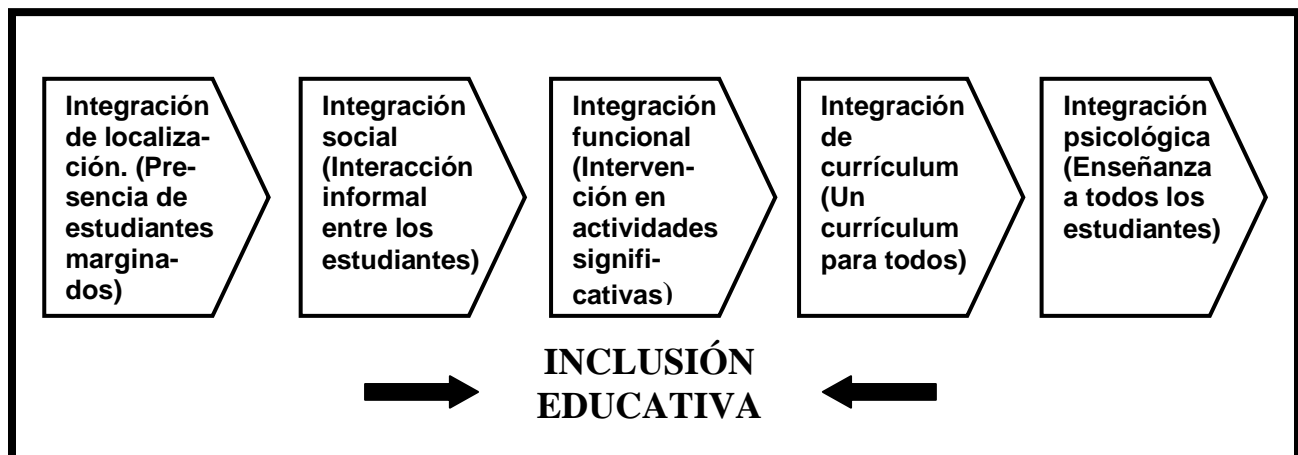 Integración
de localiza-
ción. (Pre-
sencia de
estudiantes
margina-
dos)
Integración
social
(Interacción
informal
entre los
estudiantes)
Integración
funcional
(Interven-
ción en
actividades
signifi-
cativas)
Integración
de
currículum
(Un
currículum
para todos)
Integración
psicológica
(Enseñanza
a todos los
estudiantes)
INCLUSIÓN
EDUCATIVA